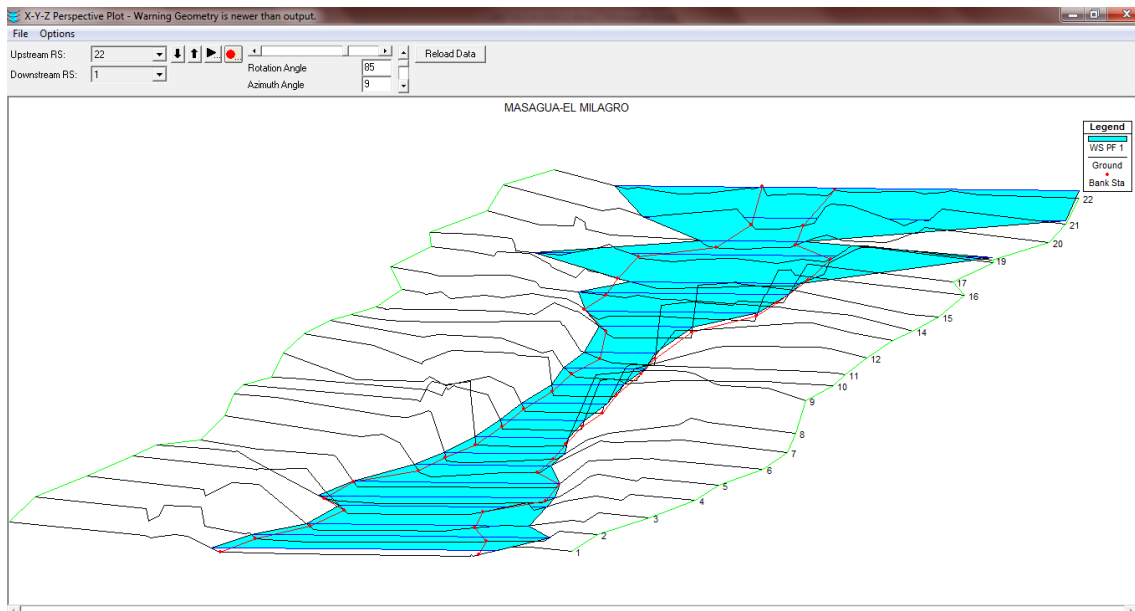 X-Y-Z Perspective Plot - Warning Geometry is newer than output.
File Options
Upstream RS: 22
Reload Data
Rotation Angle 85
Downstream RS: 1
Azimuth Angle 9
MASAGUA-EL MILAGRO
Legend
WS PF 1
Ground
Bank Sta
22
21
20
19
17
16
15
14
12
11
10
9
8
7
6
5
4
3
2
1